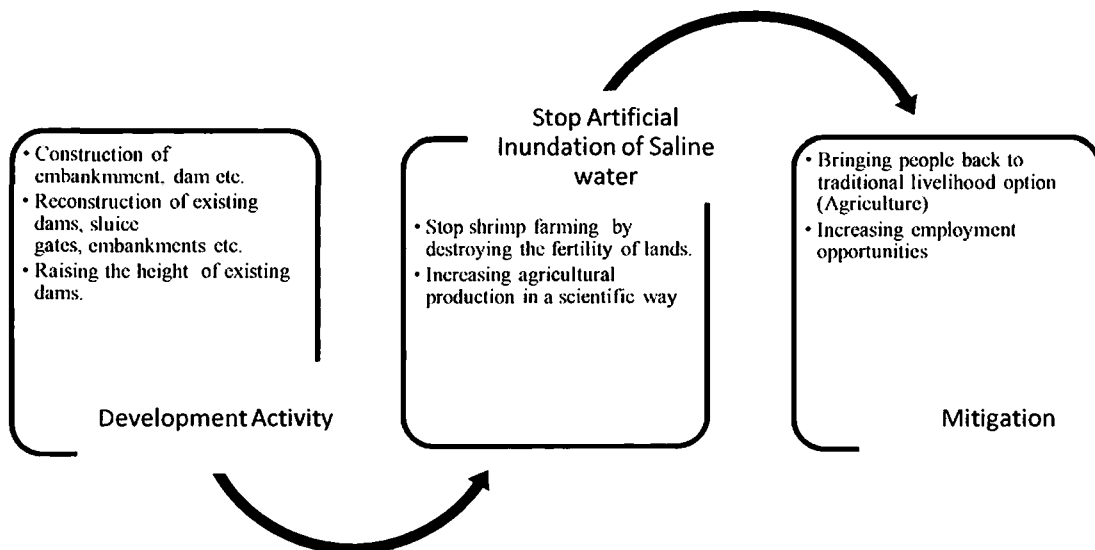 • Construction of
embankmment, dam etc.
• Reconstruction of existing
dams, sluice
gates, embankments etc.
• Raising the height of existing
dams.
Development Activity
Stop Artificial
Inundation of Saline
water
• Stop shrimp farming by
destroying the fertility of lands.
• Increasing agricultural
production in a scientific way
• Bringing people back to
traditional livelihood option
(Agriculture)
• Increasing employment
opportunities
Mitigation